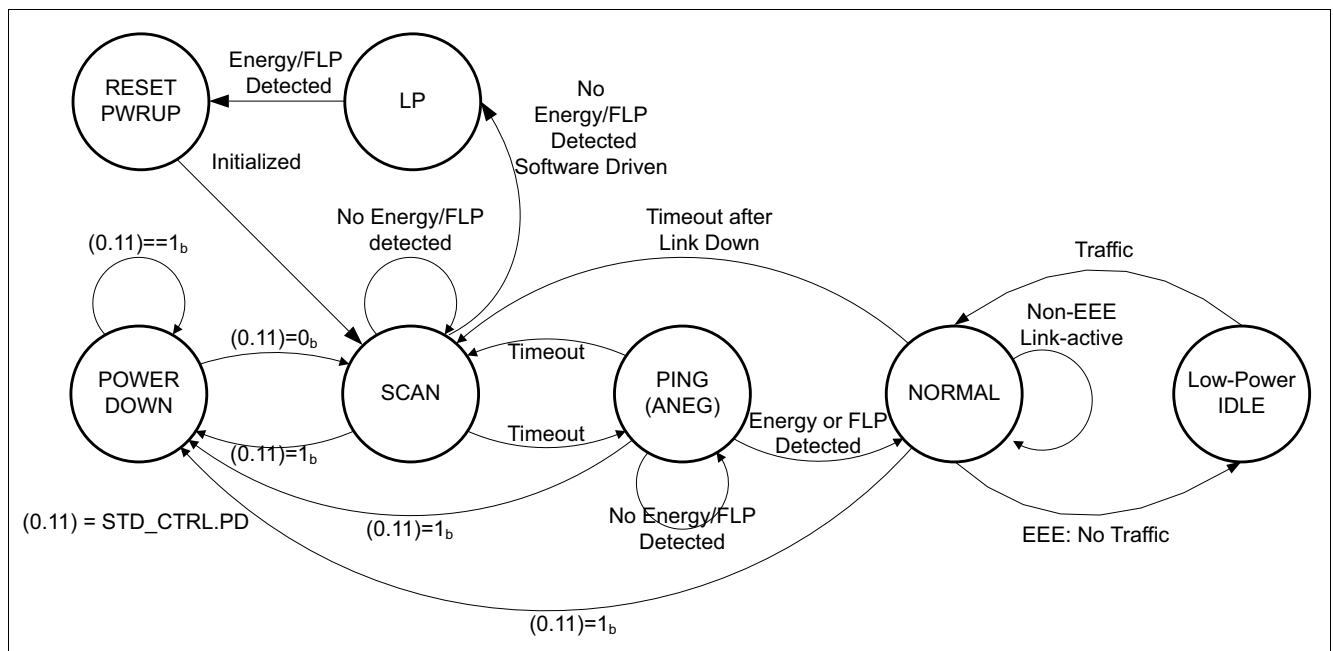 RESET
PWRUP
Energy/FLP
Detected
LP
No
Energy/FLP
Detected
Software Driven
Initialized
No Energy/FLP
detected
Timeout after
Link Down
Traffic
(0.11)==1b
(0.11)=0b
Timeout
Non-EEE
Link-active
POWER
DOWN
SCAN
PING
(ANEG)
NORMAL
Low-Power
IDLE
Energy or FLP
Detected
(0.11)=1b
Timeout
(0.11) = STD_CTRL.PD
(0.11)=1b
No Energy/FLP
Detected
EEE: No Traffic
(0.11)=1b